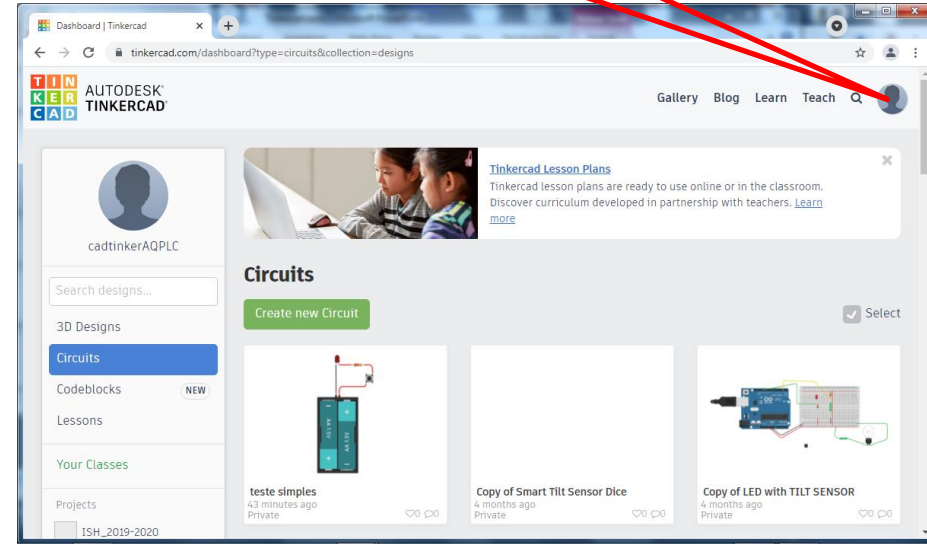 Dashboard | Tinkercad
tinkercad.com/dashboard?type=circuits&collection=designs
TIN
KER
CAD
AUTODESK®
TINKERCAD®
Gallery Blog Learn Teach
cadtinkerAQPLC
Search designs...
3D Designs
Circuits
Codeblocks NEW
Lessons
Your Classes
Projects
ISH_2019-2020
Tinkercad Lesson Plans
Tinkercad lesson plans are ready to use online or in the classroom.
Discover curriculum developed in partnership with teachers. Learn
more
Circuits
Create new Circuit
Select
teste simples
43 minutes ago
Private
0 0
Copy of Smart Tilt Sensor Dice
4 months ago
Private
0 0
Copy of LED with TILT SENSOR
4 months ago
Private
0 0